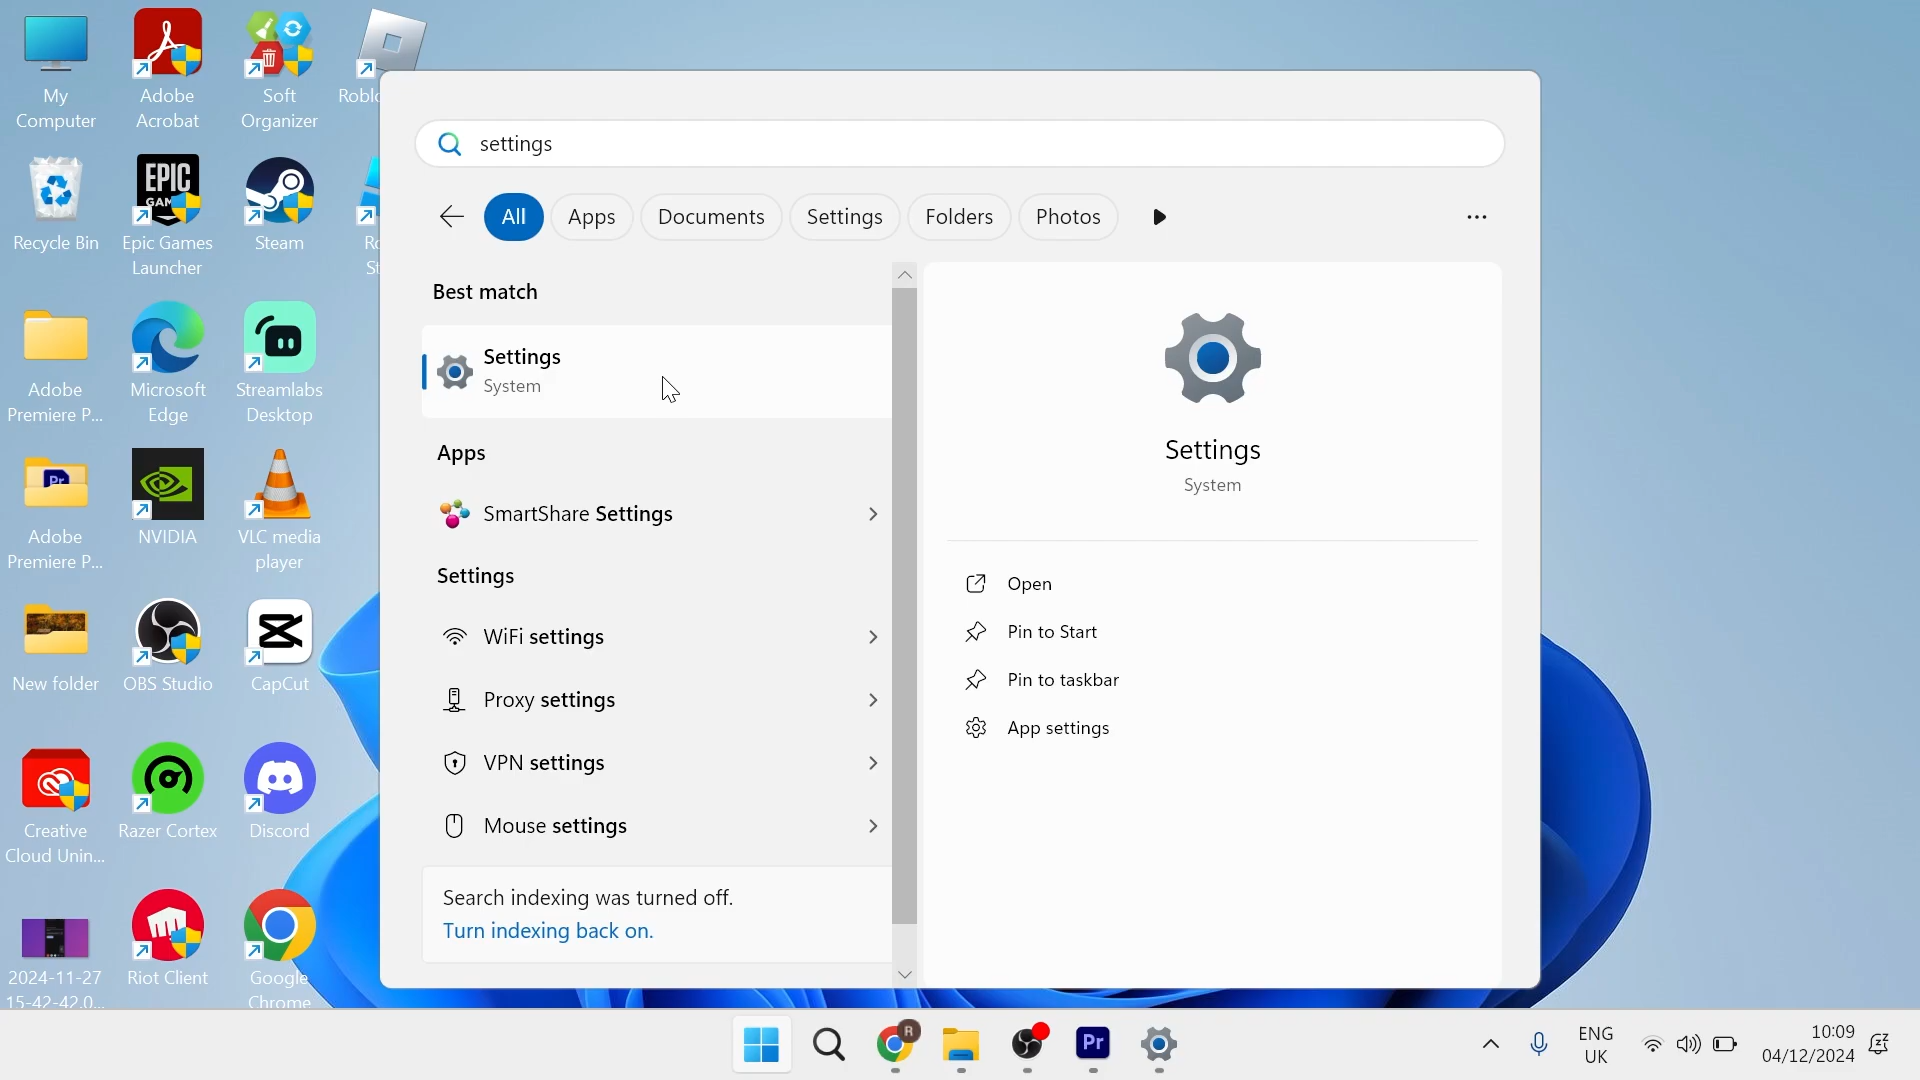 My
Computer
Adobe
Acrobat
Soft
Organizer
Recycle Bin
EPIC
Epic Games
Launcher
Steam
Adobe
Premiere P...
Microsoft
Edge
Streamlabs
Desktop
Pr
Adobe
Premiere P...
NVIDIA
VLC media
player
New folder
OBS Studio
CapCut
Creative
Cloud Unin...
Razer Cortex
Discord
2024-11-27
15-42-42.0...
Riot Client
Google
Chrome
settings
All
Apps
Documents
Settings
Folders
Photos
Best match
Settings
System
Apps
SmartShare Settings
Settings
WiFi settings
Proxy settings
VPN settings
Mouse settings
Search indexing was turned off.
Turn indexing back on.
Settings
System
Open
Pin to Start
Pin to taskbar
App settings
R
Pr
ENG
UK
10:09
04/12/2024